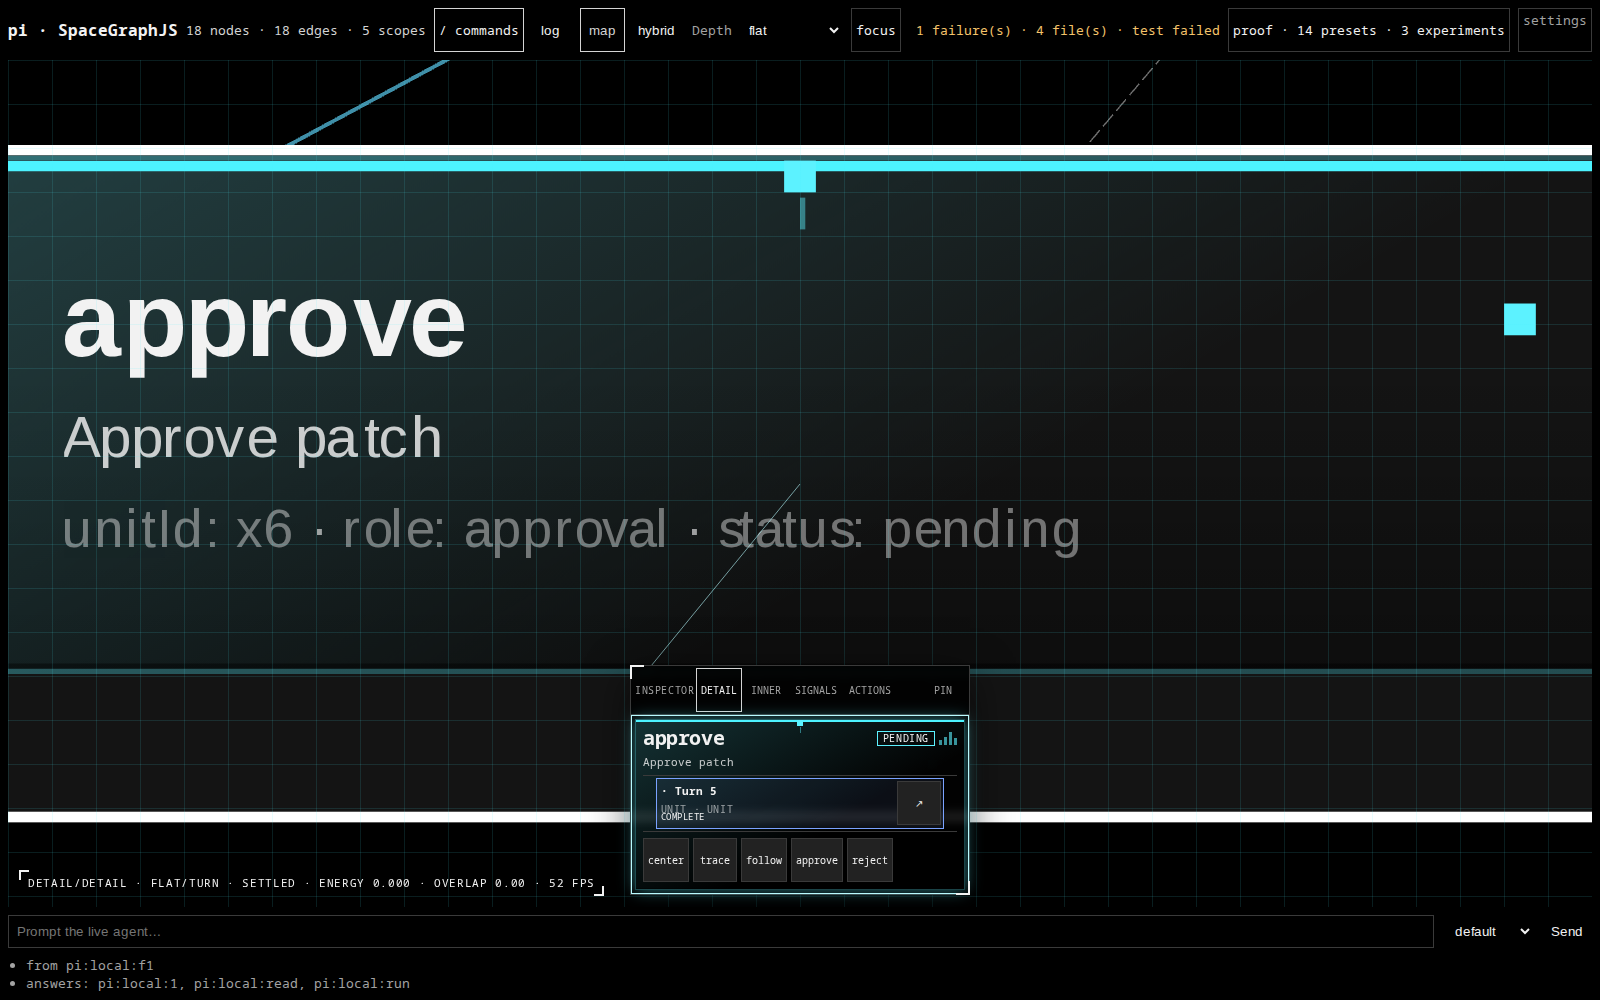 pi · SpaceGraphJS 18 nodes · 18 edges · 5 scopes / commands log map hybrid Depth flat focus 1 failure(s) · 4 file(s) · test failed proof · 14 presets · 3 experiments settings
approve
Approve patch
unitId: x6 · role: approval · status: pending
INSPECTOR DETAIL INNER SIGNALS ACTIONS PIN
approve PENDING
Approve patch
· Turn 5
UNIT · UNIT
COMPLETE
↗
center trace follow approve reject
DETAIL/DETAIL · FLAT/TURN · SETTLED · ENERGY 0.000 · OVERLAP 0.00 · 52 FPS
Prompt the live agent… default Send
• from pi:local:f1
• answers: pi:local:1, pi:local:read, pi:local:run